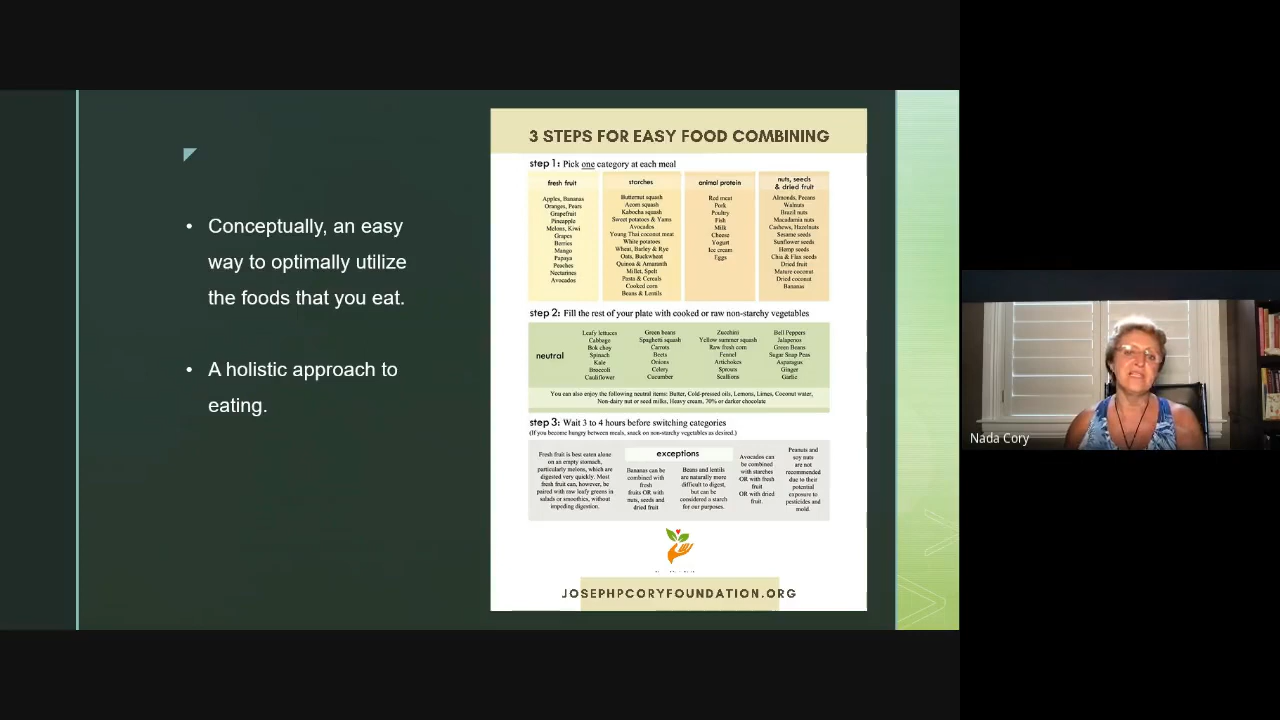 Conceptually, an easy
way to optimally utilize
the foods that you eat.
A holistic approach to
eating.
3 STEPS FOR EASY FOOD COMBINING
step 1: Pick one category at each meal
fresh fruit
Apples, Bananas
Oranges, Pears
Grapefruit
Pineapple
Melons, Kiwi
Grapes
Berries
Mango
Papaya
Peaches
Nectarines
Avocados
starches
Butternut squash
Acorn squash
Kabocha squash
Sweet potatoes & Yams
Avocados
Young Thai coconut meat
White potatoes
Wheat, Barley & Rye
Oats, Buckwheat
Quinoa & Amaranth
Millet, Spelt
Pasta & Cereals
Cooked corn
Beans & Lentils
animal protein
Red meat
Pork
Poultry
Fish
Milk
Cheese
Yogurt
Ice cream
Eggs
nuts, seeds
& dried fruit
Almonds, Pecans
Walnuts
Brazil nuts
Macadamia nuts
Cashews, Hazelnuts
Sesame seeds
Sunflower seeds
Hemp seeds
Chia & Flax seeds
Dried fruit
Mature coconut
Dried coconut
Bananas
step 2: Fill the rest of your plate with cooked or raw non-starchy vegetables
neutral
Leafy lettuces
Cabbage
Bok choy
Spinach
Kale
Broccoli
Cauliflower
Green beans
Spaghetti squash
Carrots
Beets
Onions
Celery
Cucumber
Zucchini
Yellow summer squash
Raw fresh corn
Fennel
Artichokes
Sprouts
Scallions
Bell Peppers
Jalapenos
Green Beans
Sugar Snap Peas
Asparagus
Ginger
Garlic
You can also enjoy the following neutral items: Butter, Cold-pressed oils, Lemons, Limes, Coconut water,
Non-dairy nut or seed milks, Heavy cream, 70% or darker chocolate
step 3: Wait 3 to 4 hours before switching categories
(If you become hungry between meals, snack on non-starchy vegetables as desired.)
Fresh fruit is best eaten alone
on an empty stomach,
particularly melons, which are
digested very quickly. Most
fresh fruit can, however, be
paired with raw leafy greens in
salads or smoothies, without
impeding digestion.
exceptions
Bananas can be
combined with
fresh
fruits OR with
nuts, seeds and
dried fruit
Beans and lentils
are naturally more
difficult to digest,
but can be
considered a starch
for our purposes.
Avocados can
be combined
with starches
OR with fresh
fruit
OR with dried
fruit.
Peanuts and
soy nuts
are not
recommended
due to their
potential
exposure to
pesticides and
mold.
JOSEPHPCORYFOUNDATION.ORG
Nada Cory